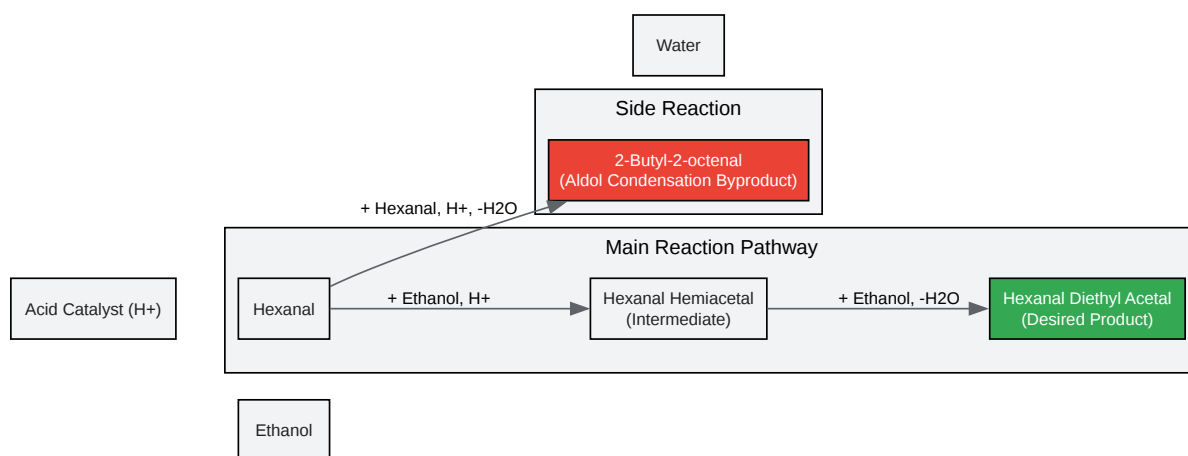 Water
Side Reaction
2-Butyl-2-octenal
(Aldol Condensation Byproduct)
+ Hexanal, H+, -H2O
Main Reaction Pathway
Acid Catalyst (H+)
Hexanal
+ Ethanol, H+
Hexanal Hemiacetal
(Intermediate)
+ Ethanol, -H2O
Hexanal Diethyl Acetal
(Desired Product)
Ethanol